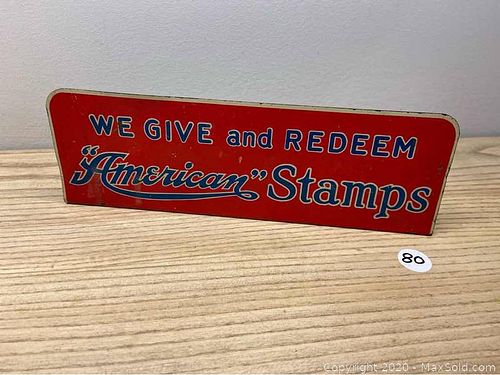 WE GIVE and REDEEM
"American" Stamps
80
Copyright 2020 - MaxSold.com